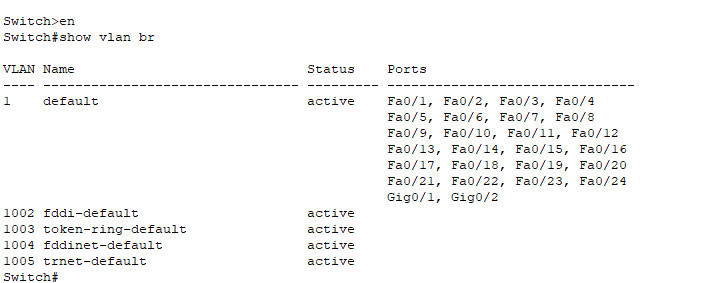 Switch>en
Switch#show vlan br
VLAN Name Status Ports
---- -------------------------------- --------- -------------------------------
1 default active Fa0/1, Fa0/2, Fa0/3, Fa0/4
Fa0/5, Fa0/6, Fa0/7, Fa0/8
Fa0/9, Fa0/10, Fa0/11, Fa0/12
Fa0/13, Fa0/14, Fa0/15, Fa0/16
Fa0/17, Fa0/18, Fa0/19, Fa0/20
Fa0/21, Fa0/22, Fa0/23, Fa0/24
Gig0/1, Gig0/2
1002 fddi-default active
1003 token-ring-default active
1004 fddinet-default active
1005 trnet-default active
Switch#